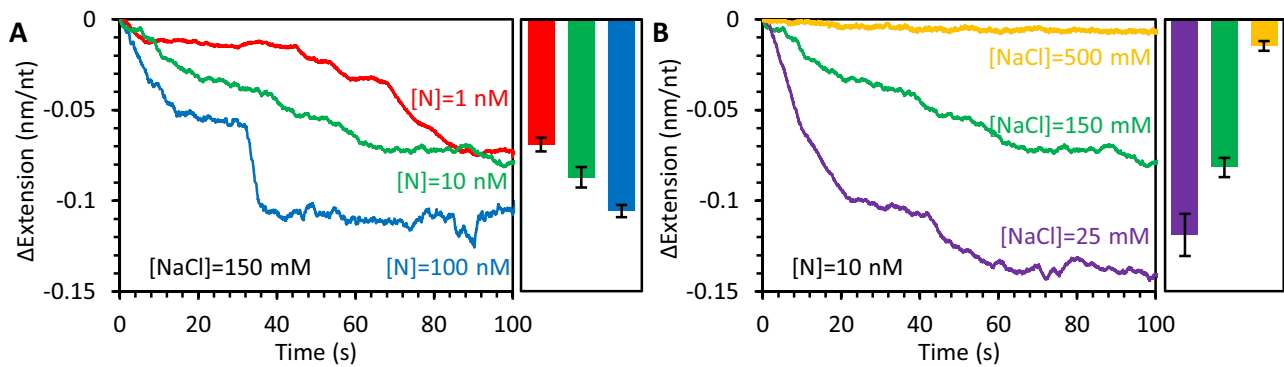 A
ΔExtension (nm/nt)
0
-0.05
-0.1
-0.15
[N]=1 nM
[N]=10 nM
[N]=100 nM
[NaCl]=150 mM
0 20 40 60 80 100
Time (s)
B
ΔExtension (nm/nt)
0
-0.05
-0.1
-0.15
[NaCl]=500 mM
[NaCl]=150 mM
[NaCl]=25 mM
[N]=10 nM
0 20 40 60 80 100
Time (s)